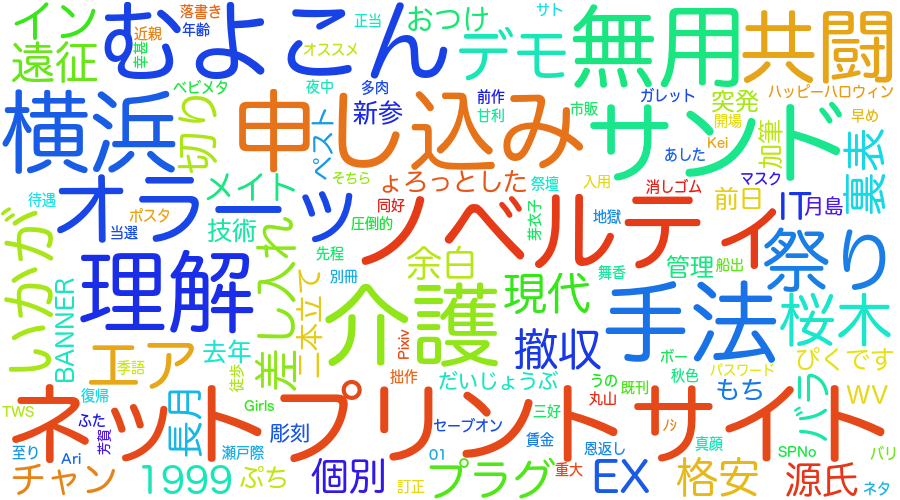 イン
むよこん
落書き
近親
年齢
幸甚
正当
おつけ
サト
オススメ
デモ
無用
共闘
遠征
ベビメタ
夜中
多肉
ガレット
ハッピーハロウィン
横浜
切り
申し込み
ペスト
新参
前作
甘利
市販
サンド
突発
開場
加筆
早め
Kei
裏表
あした
待遇
オラーッ
メイト
そちら
ょろっとした
祭壇
入用
消しゴム
マスク
ポスタ
同好
ノベルティ
芽衣子
地獄
前日
IT
月島
当選
技術
圧倒的
いかが
差し入れ
先程
余白
舞香
管理
船出
祭り
理解
別冊
二本立て
介護
現代
手法
桜木
BANNER
エア
季語
去年
徒歩
Pixiv
撤収
ボー
秋色
パスワード
ぴくです
復帰
拙作
だいじょうぶ
うの
既刊
もち
バラ
WV
TWS
ネットプリントサイト
長月
Girls
ふた
芳賀
彫刻
セーブオン
三好
丸山
ﾉｼ
至り
Ari
瀬戸際
01
賃金
恩返し
真顔
SPNo
バリ
チャン
1999
ぷち
個別
訂正
プラグ
重大
EX
格安
源氏
ネタ